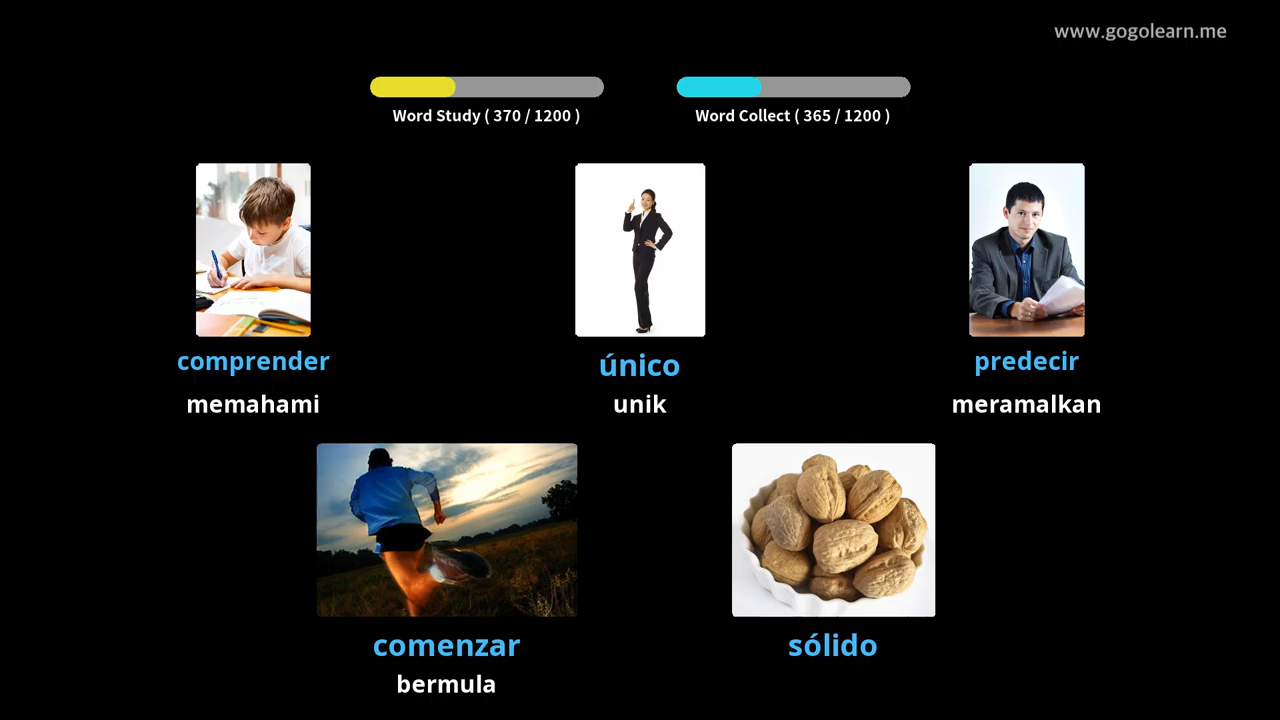 www.gogolearn.me
Word Study ( 370 / 1200 )
Word Collect ( 365 / 1200 )
comprender
único
predecir
memahami
unik
meramalkan
comenzar
sólido
bermula